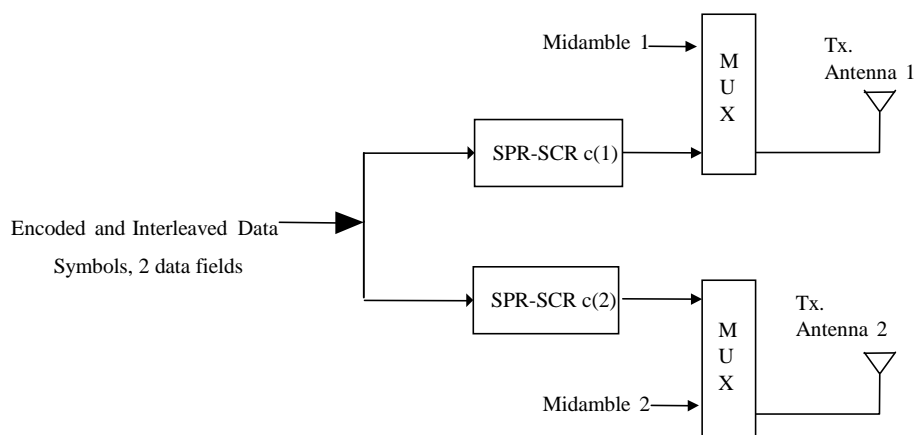 Midamble 1
M
U
X
Tx.
Antenna 1
SPR-SCR c(1)
Encoded and Interleaved Data
Symbols, 2 data fields
SPR-SCR c(2)
M
U
X
Tx.
Antenna 2
Midamble 2